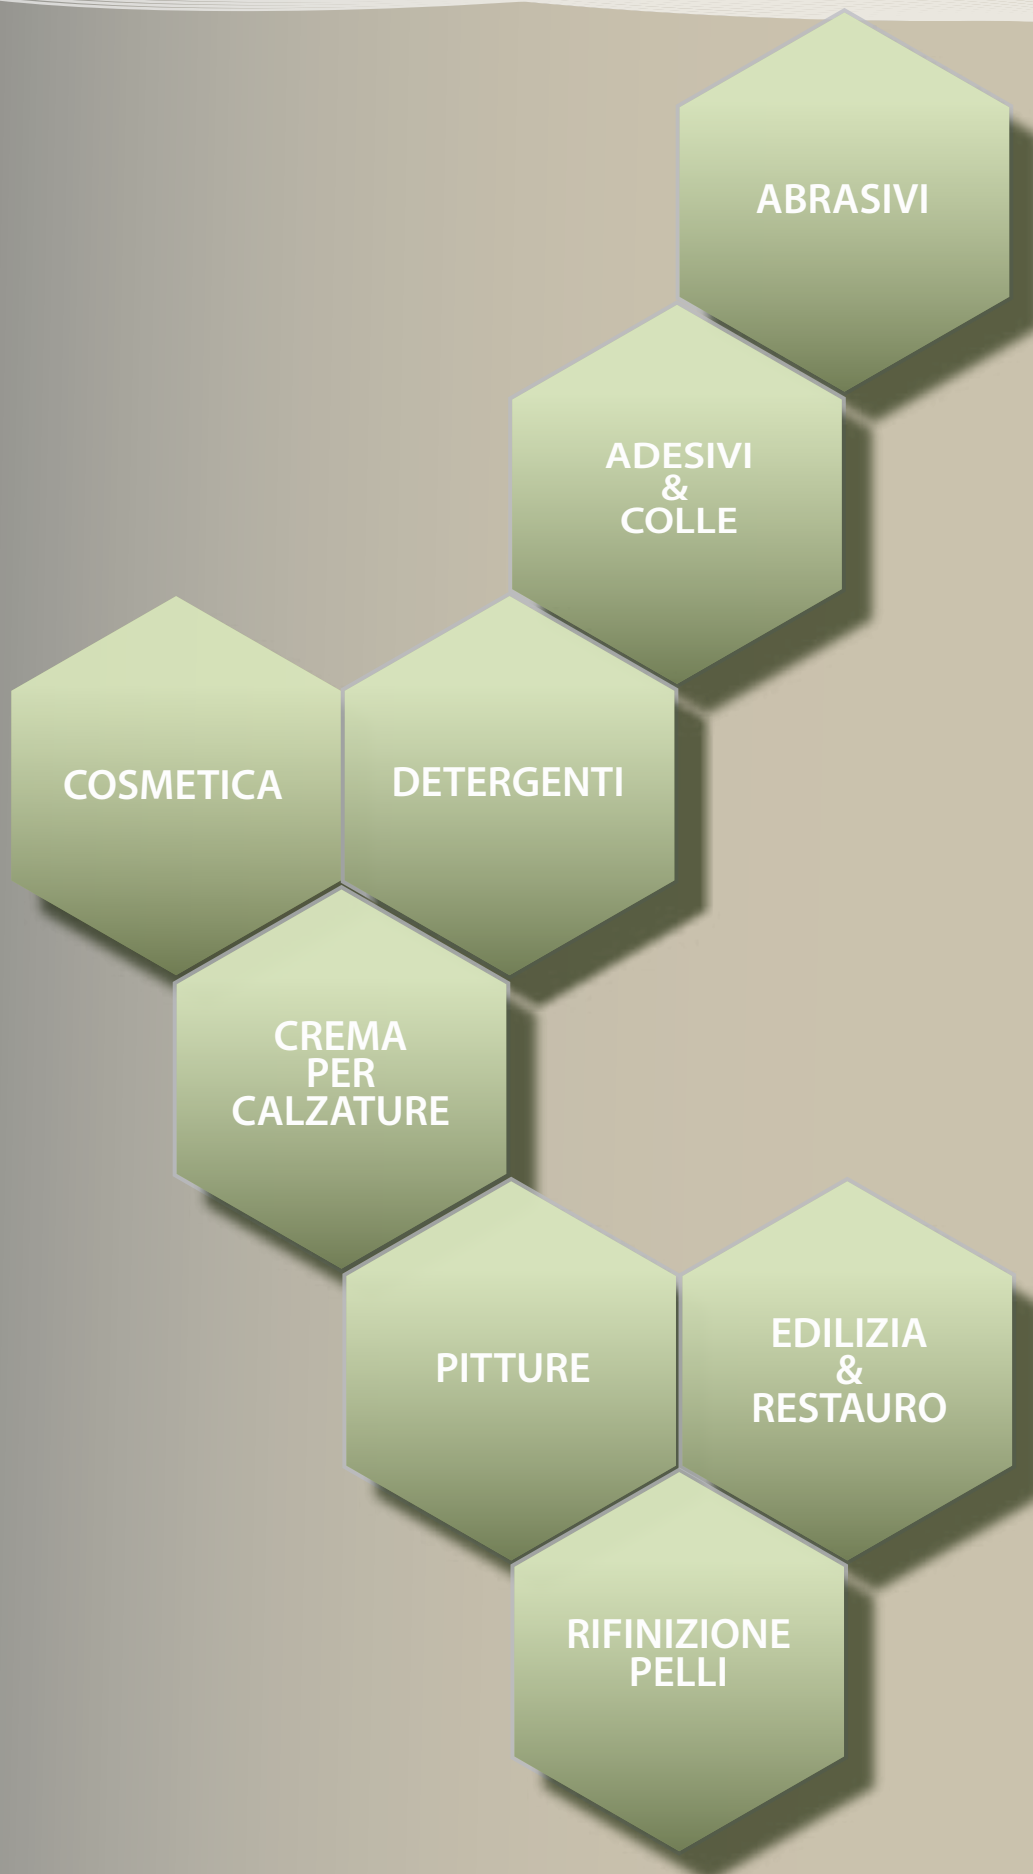 ABRASIVI
ADESIVI
&
COLLE
COSMETICA
DETERGENTI
CREMA
PER
CALZATURE
PITTURE
EDILIZIA
&
RESTAURO
RIFINIZIONE
PELLI